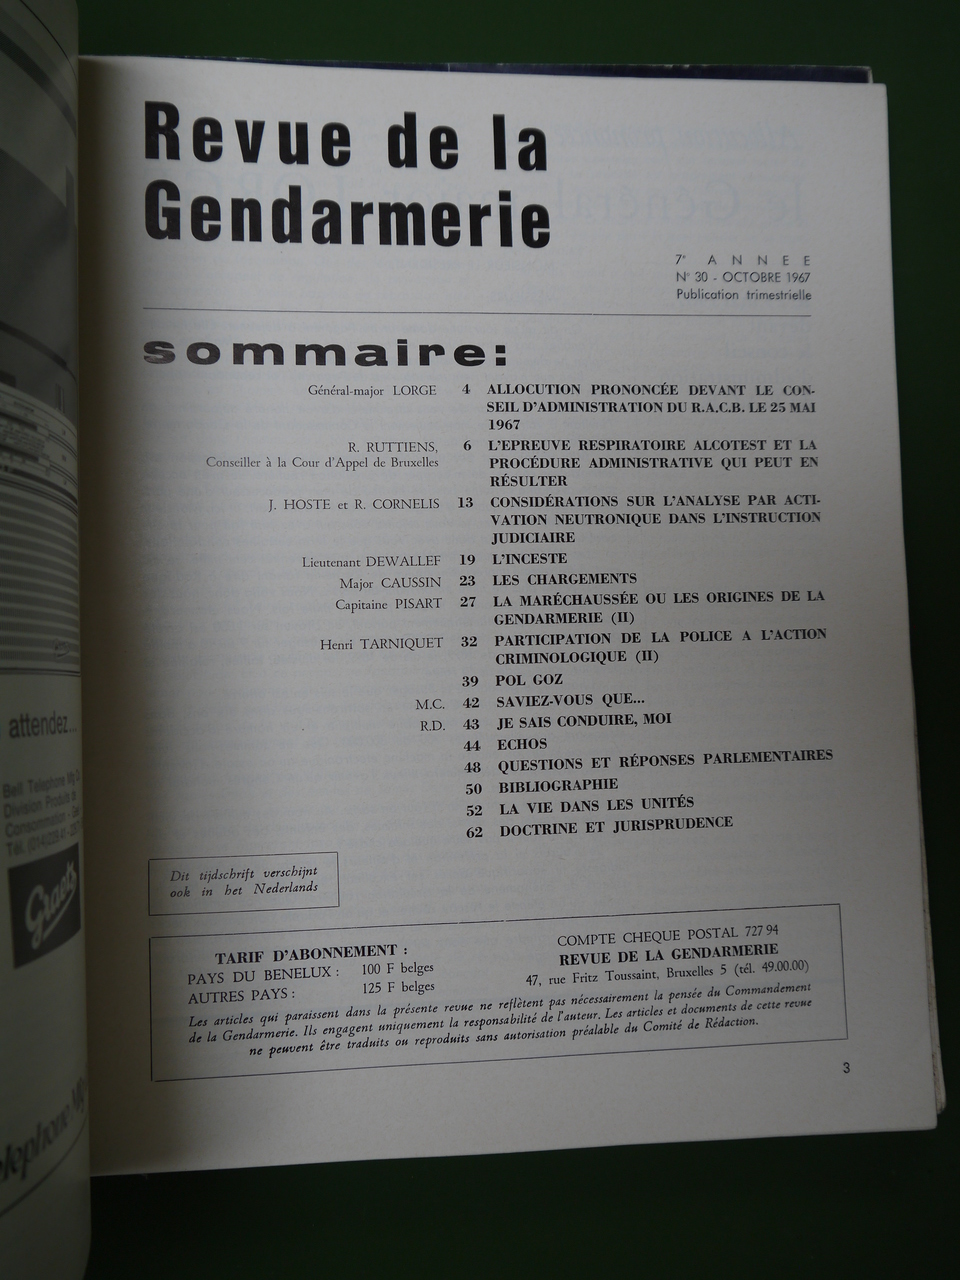 Revue de la
Gendarmerie
7e ANNEE
N° 30 - OCTOBRE 1967
Publication trimestrielle
sommaire:
Général-major LORGE 4 ALLOCUTION PRONONCÉE DEVANT LE CON-
SEIL D'ADMINISTRATION DU R.A.C.B. LE 25 MAI
1967
R. RUTTIENS, 6 L'EPREUVE RESPIRATOIRE ALCOTEST ET LA
Conseiller à la Cour d'Appel de Bruxelles PROCÉDURE ADMINISTRATIVE QUI PEUT EN
RÉSULTER
J. HOSTE et R. CORNELIS 13 CONSIDÉRATIONS SUR L'ANALYSE PAR ACTI-
VATION NEUTRONIQUE DANS L'INSTRUCTION
JUDICIAIRE
Lieutenant DEWALLEF 19 L'INCESTE
Major CAUSSIN 23 LES CHARGEMENTS
Capitaine PISART 27 LA MARÉCHAUSSÉE OU LES ORIGINES DE LA
GENDARMERIE (II)
Henri TARNIQUET 32 PARTICIPATION DE LA POLICE A L'ACTION
CRIMINOLOGIQUE (II)
39 POL GOZ
M.C. 42 SAVIEZ-VOUS QUE...
R.D. 43 JE SAIS CONDUIRE, MOI
44 ECHOS
48 QUESTIONS ET RÉPONSES PARLEMENTAIRES
50 BIBLIOGRAPHIE
52 LA VIE DANS LES UNITÉS
62 DOCTRINE ET JURISPRUDENCE
Dit tijdschrift verschijnt
ook in het Nederlands
TARIF D'ABONNEMENT :
PAYS DU BENELUX : 100 F belges
AUTRES PAYS : 125 F belges
COMPTE CHEQUE POSTAL 727 94
REVUE DE LA GENDARMERIE
47, rue Fritz Toussaint, Bruxelles 5 (tél. 49.00.00)
Les articles qui paraissent dans la présente revue ne reflètent pas nécessairement la pensée du Commandement
de la Gendarmerie. Ils engagent uniquement la responsabilité de l'auteur. Les articles et documents de cette revue
ne peuvent être traduits ou reproduits sans autorisation préalable du Comité de Rédaction.
3
attendez...
Bell Telephone Mfg
Division Produits de
Consommation
Graetz